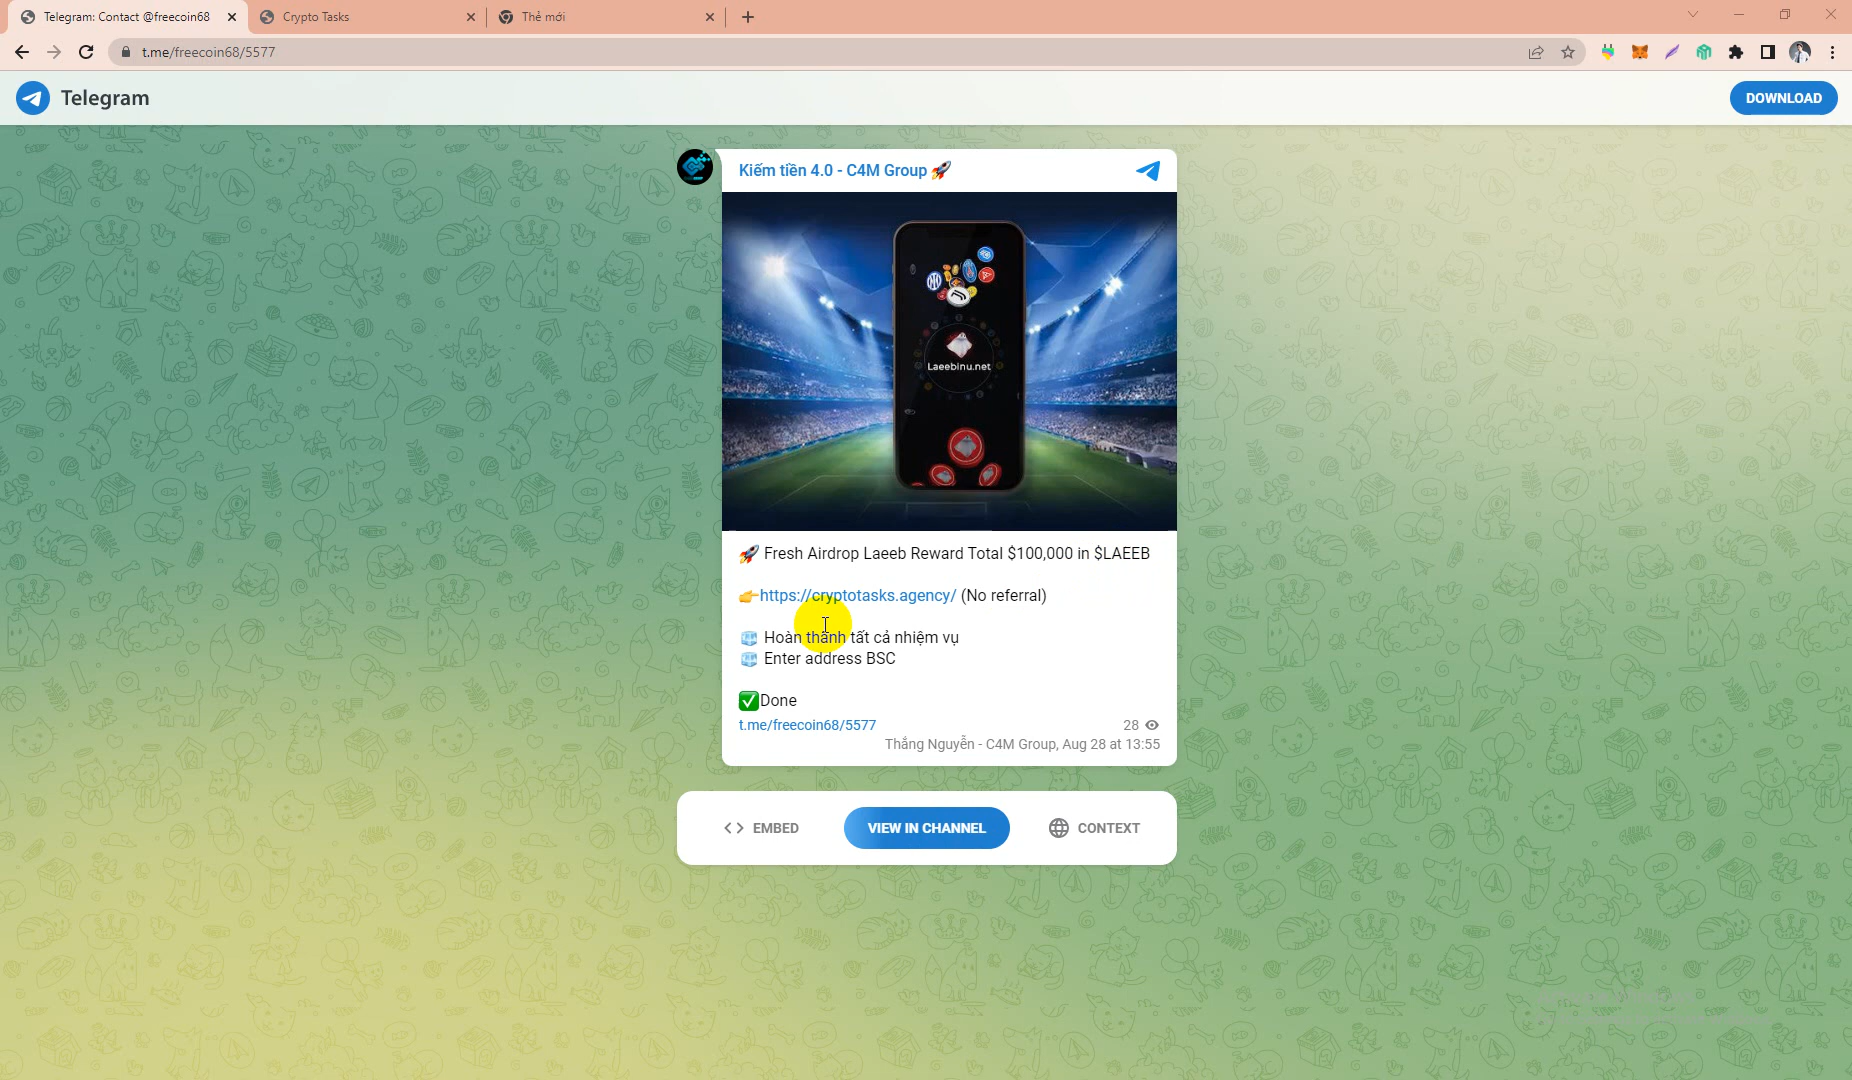 Telegram: Contact @freecoin68
Crypto Tasks
Thẻ mới
t.me/freecoin68/5577
Telegram
DOWNLOAD
Kiếm tiền 4.0 - C4M Group 🚀
Laeebinu.net
🚀 Fresh Airdrop Laeeb Reward Total $100,000 in $LAEEB
👉https://cryptotasks.agency/ (No referral)
🧊 Hoàn thành tất cả nhiệm vụ
🧊 Enter address BSC
✅Done
t.me/freecoin68/5577
28
Thắng Nguyễn - C4M Group, Aug 28 at 13:55
EMBED
VIEW IN CHANNEL
CONTEXT